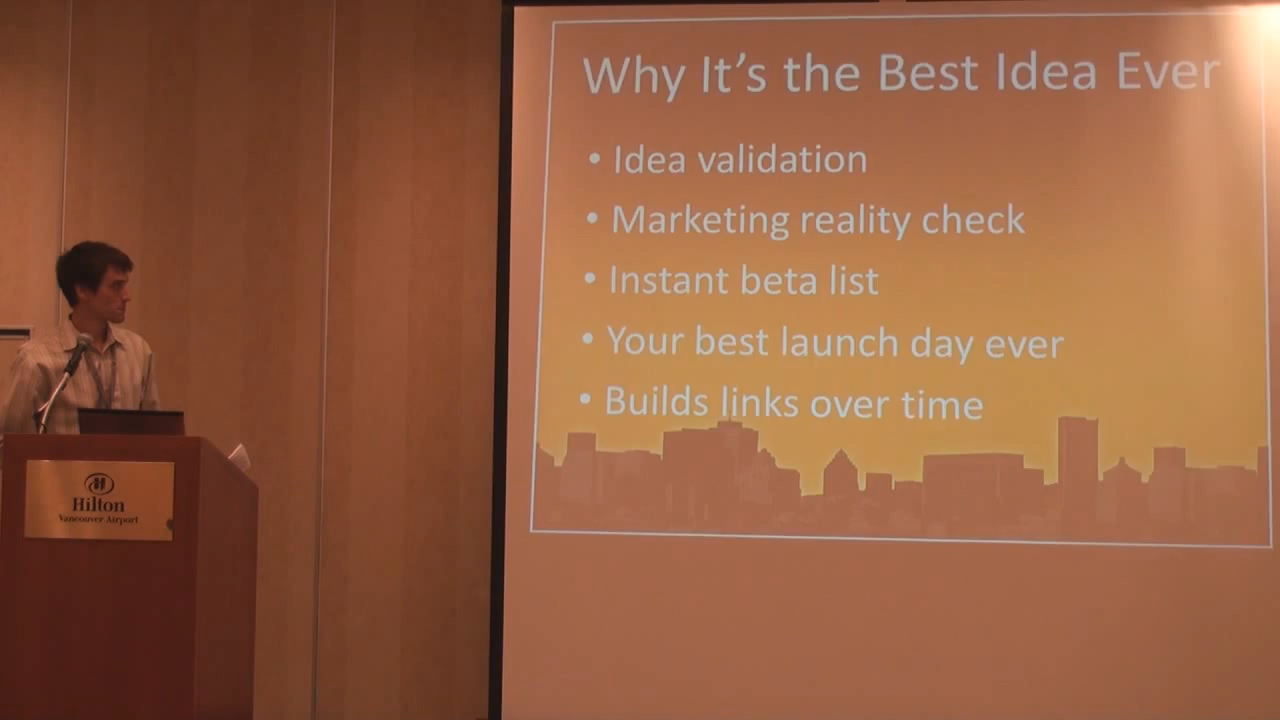 Why It's the Best Idea Ever
• Idea validation
• Marketing reality check
• Instant beta list
• Your best launch day ever
• Builds links over time
H
Hilton
Vancouver Airport